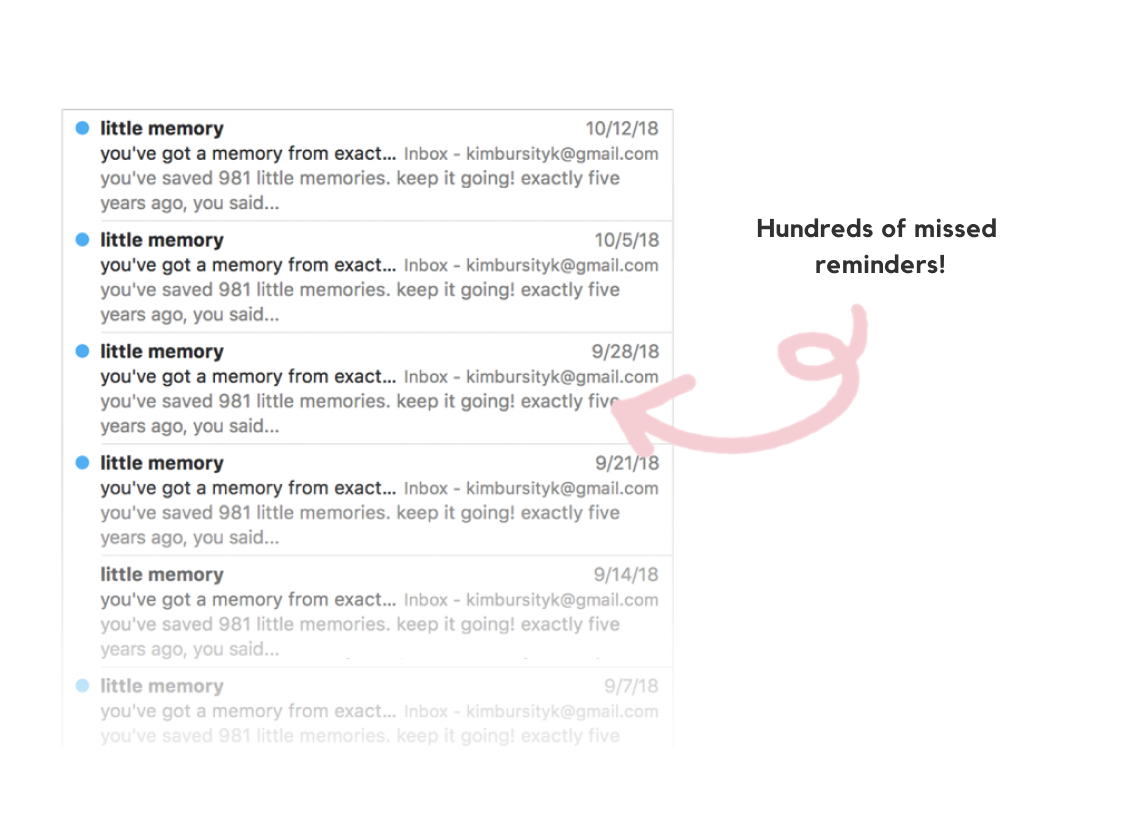 little memory 10/12/18
you've got a memory from exact... Inbox - kimbursityk@gmail.com
you've saved 981 little memories. keep it going! exactly five
years ago, you said...
little memory 10/5/18
you've got a memory from exact... Inbox - kimbursityk@gmail.com
you've saved 981 little memories. keep it going! exactly five
years ago, you said...
little memory 9/28/18
you've got a memory from exact... Inbox - kimbursityk@gmail.com
you've saved 981 little memories. keep it going! exactly five
years ago, you said...
little memory 9/21/18
you've got a memory from exact... Inbox - kimbursityk@gmail.com
you've saved 981 little memories. keep it going! exactly five
years ago, you said...
little memory 9/14/18
you've got a memory from exact... Inbox - kimbursityk@gmail.com
you've saved 981 little memories. keep it going! exactly five
years ago, you said...
little memory 9/7/18
you've got a memory from exact... Inbox - kimbursityk@gmail.com
you've saved 981 little memories. keep it going! exactly five
Hundreds of missed
reminders!